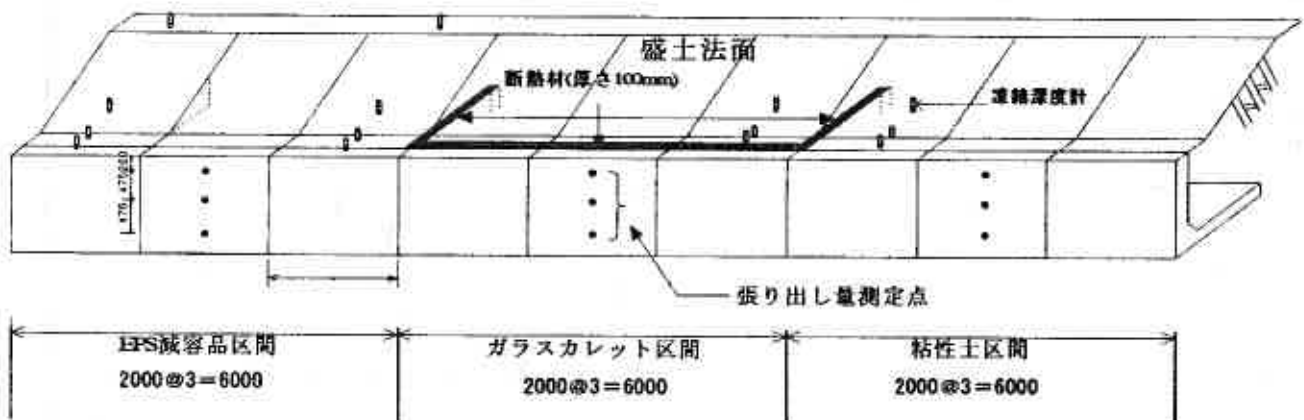 盛土法面
断熱材(厚さ100mm)
凍結深度計
張り出し量測定点
EPS減容品区間
2000@3=6000
ガラスカレット区間
2000@3=6000
粘性土区間
2000@3=6000